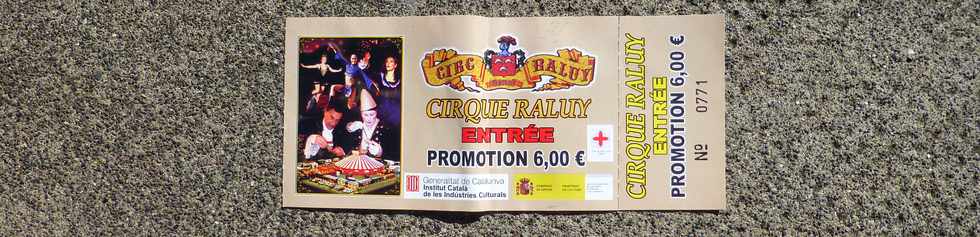 CIRC RALUY
CIRQUE RALUY
ENTRÉE
PROMOTION 6,00 €
Generalitat de Catalunya
Institut Català
de les Indústries Culturals
CIRQUE RALUY
ENTRÉE
PROMOTION 6,00 €
Nº 0771